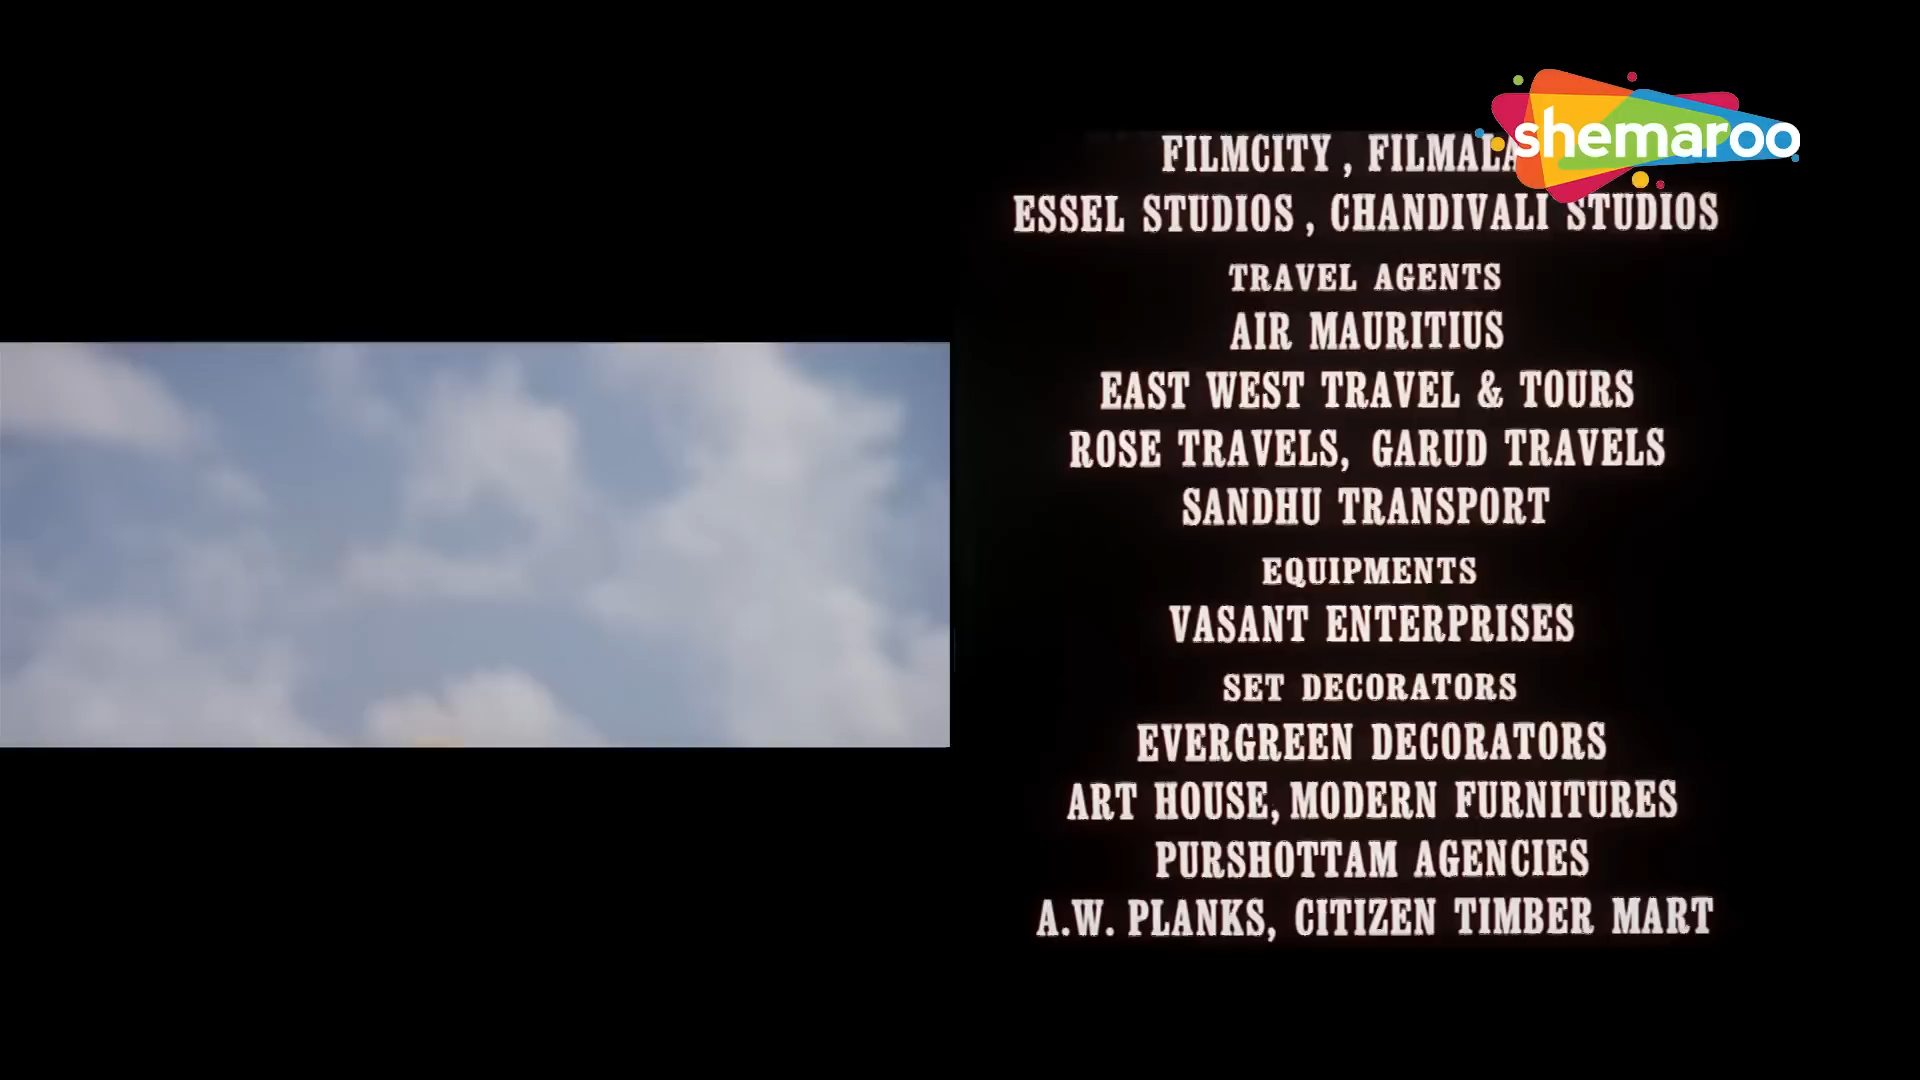 shemaroo
FILMCITY,
ESSEL STUDIOS, CHANDIVALI STUDIOS
TRAVEL AGENTS
AIR MAURITIUS
EAST WEST TRAVEL & TOURS
ROSE TRAVELS, GARUD TRAVELS
SANDHU TRANSPORT
EQUIPMENTS
VASANT ENTERPRISES
SET DECORATORS
EVERGREEN DECORATORS
ART HOUSE, MODERN FURNITURES
PURSHOTTAM AGENCIES
A.W. PLANKS, CITIZEN TIMBER MART